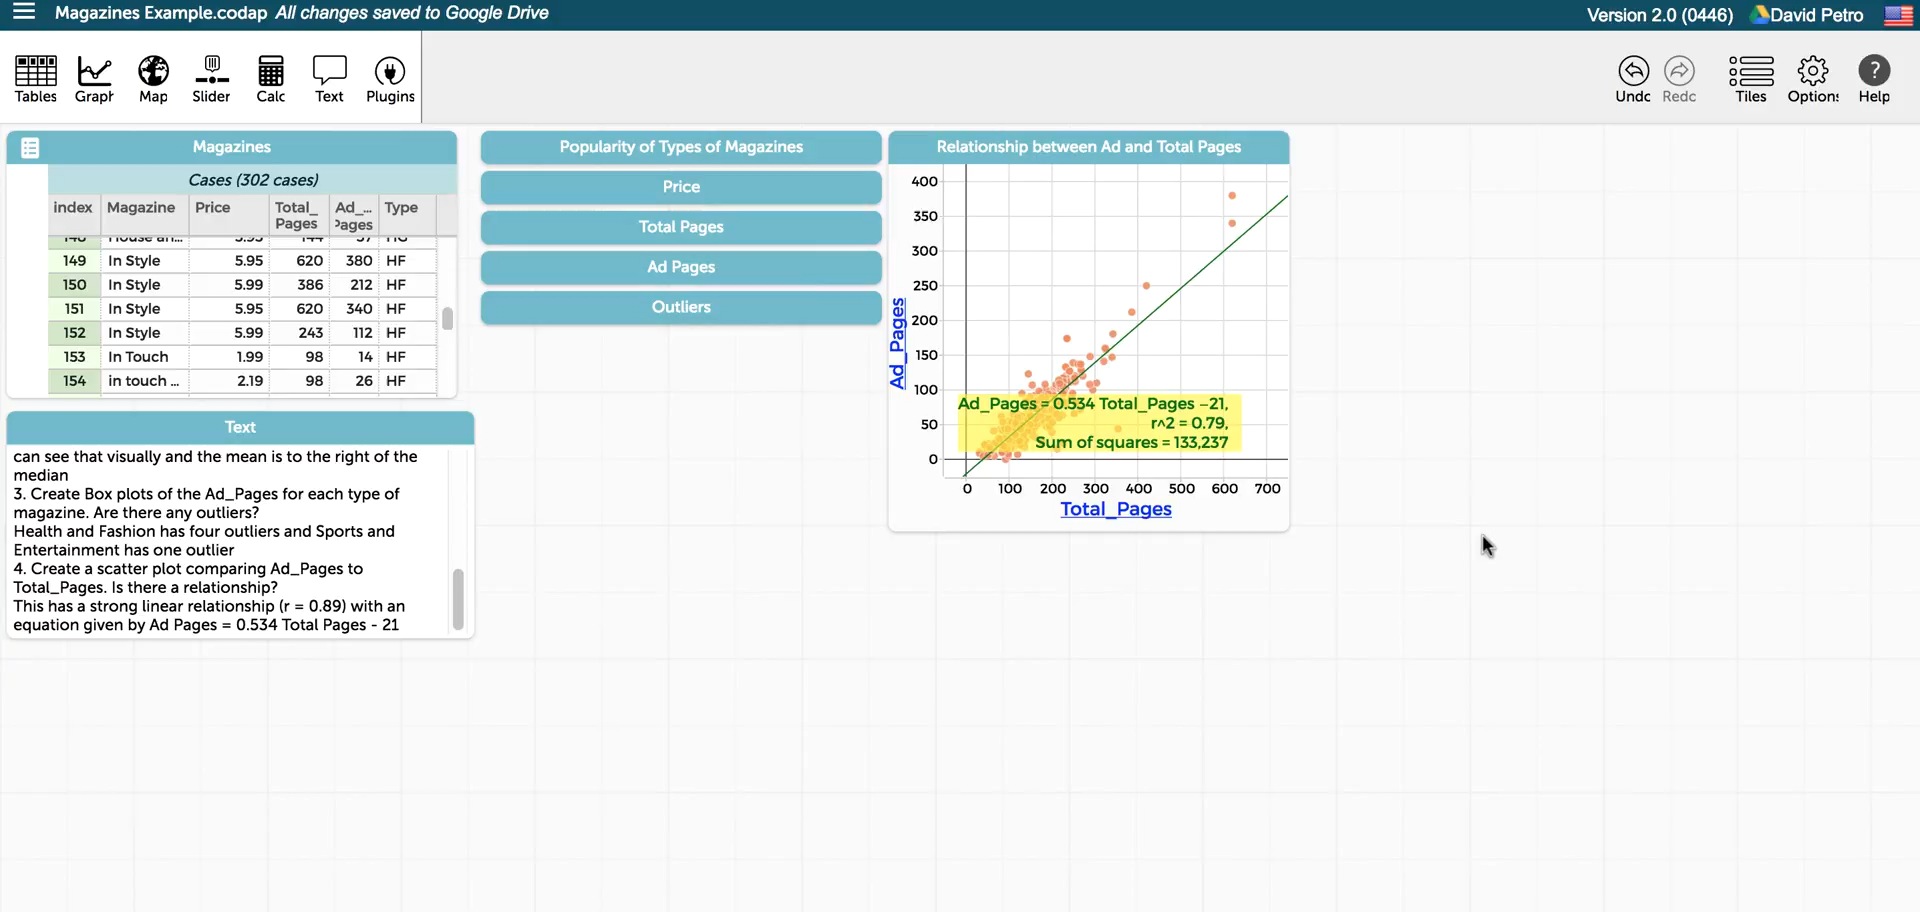 Magazines Example.codap All changes saved to Google Drive
Version 2.0 (0446) David Petro
Tables Graph Map Slider Calc Text Plugins
Undo Redo Tiles Options Help
Magazines
Cases (302 cases)
index Magazine Price Total_ Pages Ad_... Pages Type
149 In Style 5.95 620 380 HF
150 In Style 5.99 386 212 HF
151 In Style 5.95 620 340 HF
152 In Style 5.99 243 112 HF
153 In Touch 1.99 98 14 HF
154 in touch ... 2.19 98 26 HF
Text
can see that visually and the mean is to the right of the
median
3. Create Box plots of the Ad_Pages for each type of
magazine. Are there any outliers?
Health and Fashion has four outliers and Sports and
Entertainment has one outlier
4. Create a scatter plot comparing Ad_Pages to
Total_Pages. Is there a relationship?
This has a strong linear relationship (r = 0.89) with an
equation given by Ad Pages = 0.534 Total Pages - 21
Popularity of Types of Magazines
Price
Total Pages
Ad Pages
Outliers
Relationship between Ad and Total Pages
400
350
300
250
200
150
100
50
0
Ad_Pages
Ad_Pages = 0.534 Total_Pages −21,
r^2 = 0.79,
Sum of squares = 133,237
0 100 200 300 400 500 600 700
Total_Pages